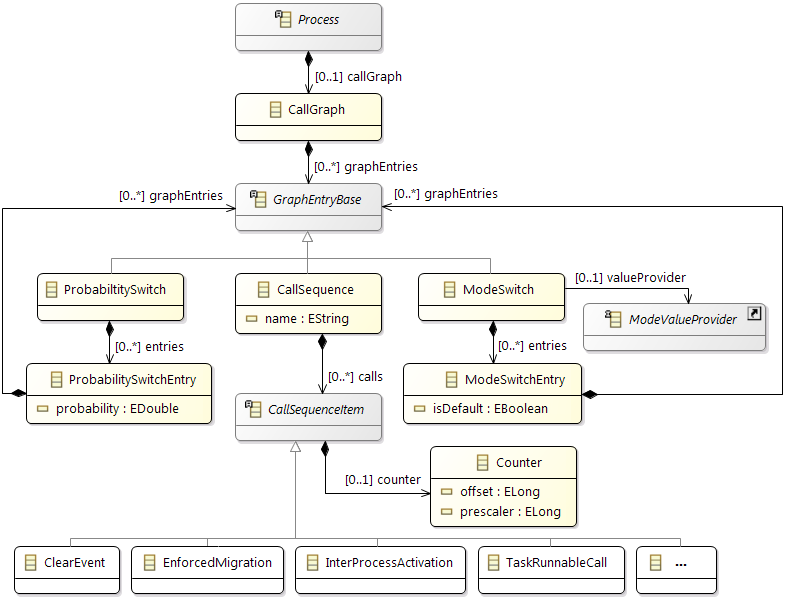 Process
[0..1] callGraph
CallGraph
[0..*] graphEntries
[0..*] graphEntries
[0..*] graphEntries
GraphEntryBase
ProbabiltitySwitch
CallSequence
name : EString
ModeSwitch
[0..1] valueProvider
ModeValueProvider
[0..*] entries
[0..*] entries
ProbabilitySwitchEntry
probability : EDouble
[0..*] calls
ModeSwitchEntry
isDefault : EBoolean
CallSequenceItem
[0..1] counter
Counter
offset : ELong
prescaler : ELong
ClearEvent
EnforcedMigration
InterProcessActivation
TaskRunnableCall
...